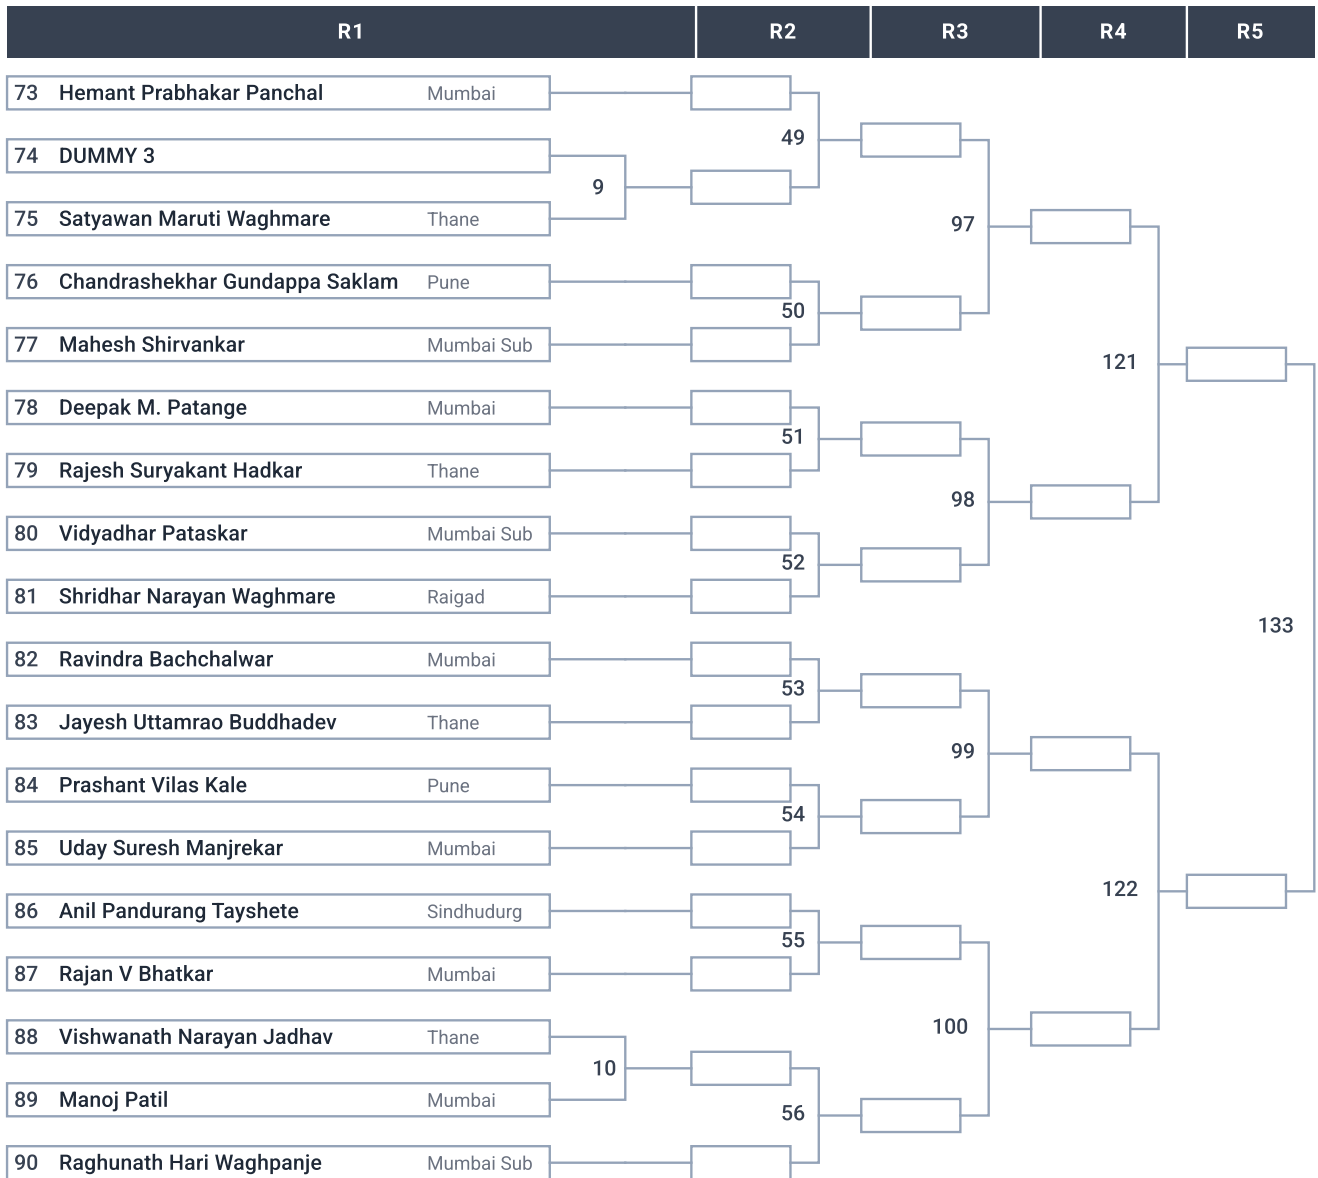 R1 R2 R3 R4 R5
73 Hemant Prabhakar Panchal Mumbai
49
74 DUMMY 3
9
75 Satyawan Maruti Waghmare Thane
97
76 Chandrashekhar Gundappa Saklam Pune
50
77 Mahesh Shirvankar Mumbai Sub
121
78 Deepak M. Patange Mumbai
51
79 Rajesh Suryakant Hadkar Thane
98
80 Vidyadhar Pataskar Mumbai Sub
52
81 Shridhar Narayan Waghmare Raigad
133
82 Ravindra Bachchalwar Mumbai
53
83 Jayesh Uttamrao Buddhadev Thane
99
84 Prashant Vilas Kale Pune
54
85 Uday Suresh Manjrekar Mumbai
122
86 Anil Pandurang Tayshete Sindhudurg
55
87 Rajan V Bhatkar Mumbai
100
88 Vishwanath Narayan Jadhav Thane
10
89 Manoj Patil Mumbai
56
90 Raghunath Hari Waghpanje Mumbai Sub